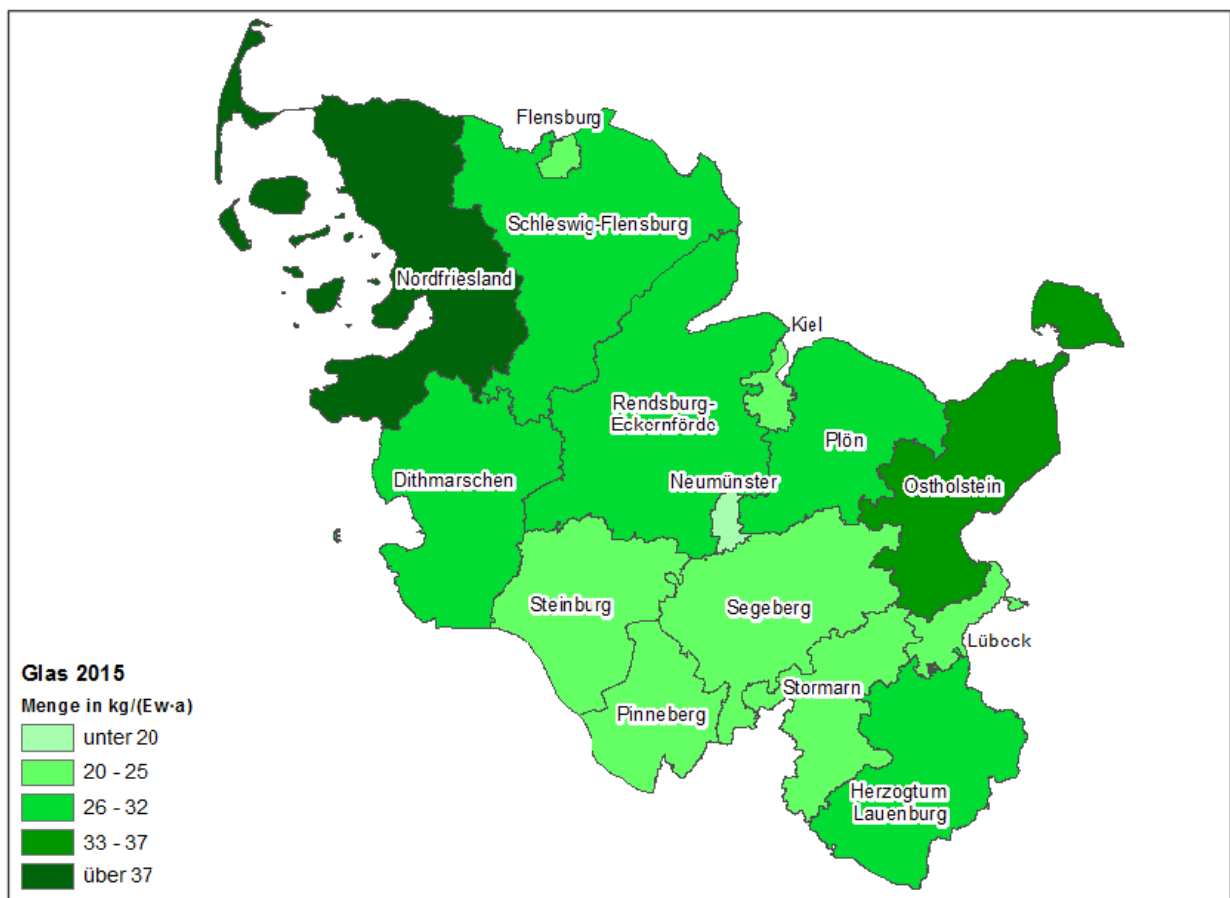 Flensburg
Schleswig-Flensburg
Nordfriesland
Kiel
Rendsburg-
Eckernförde
Plön
Dithmarschen
Neumünster
Ostholstein
Steinburg
Segeberg
Lübeck
Stormarn
Pinneberg
Herzogtum
Lauenburg
Glas 2015
Menge in kg/(Ew·a)
unter 20
20 - 25
26 - 32
33 - 37
über 37